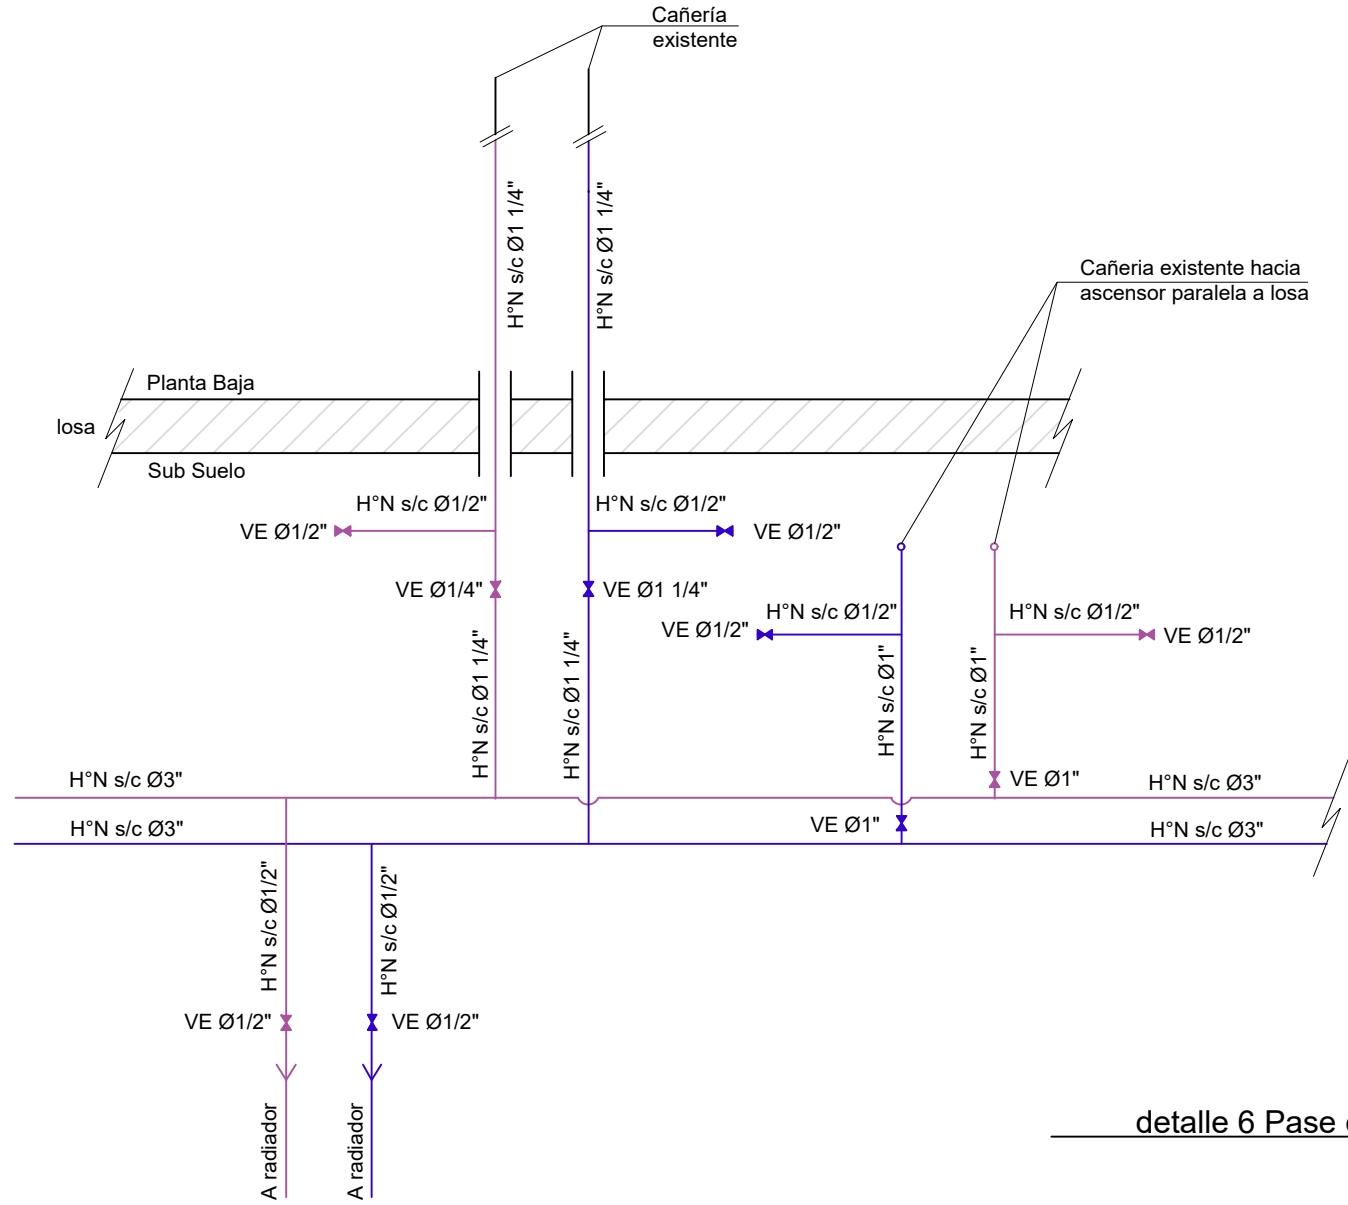 Cañería
existente
H°N s/c Ø1 1/4"
H°N s/c Ø1 1/4"
Cañeria existente hacia
ascensor paralela a losa
Planta Baja
losa
Sub Suelo
H°N s/c Ø1/2"
H°N s/c Ø1/2"
VE Ø1/2"
VE Ø1/2"
VE Ø1/4"
VE Ø1 1/4"
H°N s/c Ø1/2"
H°N s/c Ø1/2"
VE Ø1/2"
VE Ø1/2"
H°N s/c Ø1 1/4"
H°N s/c Ø1 1/4"
H°N s/c Ø1"
H°N s/c Ø1"
H°N s/c Ø3"
VE Ø1"
H°N s/c Ø3"
H°N s/c Ø3"
VE Ø1"
H°N s/c Ø3"
H°N s/c Ø1/2"
H°N s/c Ø1/2"
VE Ø1/2"
VE Ø1/2"
A radiador
A radiador
detalle 6 Pase